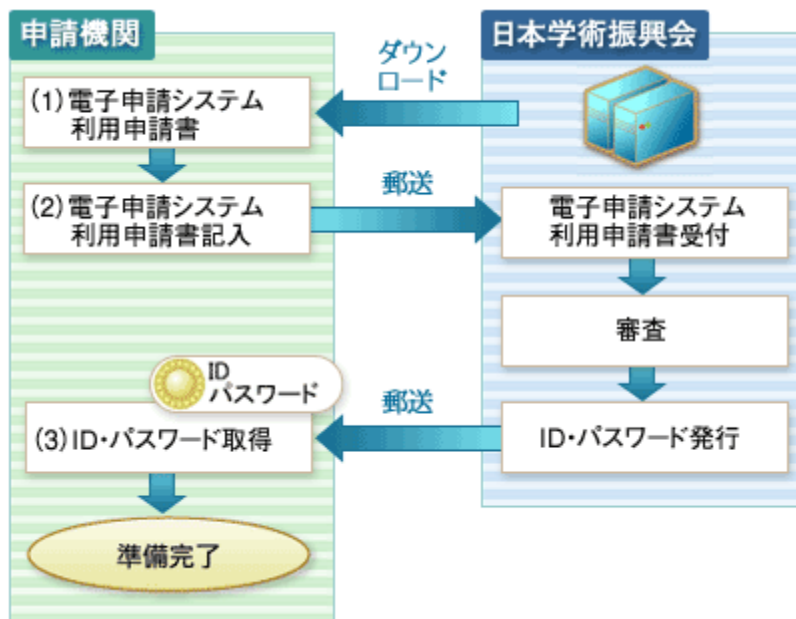 申請機関
日本学術振興会
ダウン
ロード
(1)電子申請システム
利用申請書
郵送
(2)電子申請システム
利用申請書記入
電子申請システム
利用申請書受付
審査
ID
パスワード
郵送
(3)ID・パスワード取得
ID・パスワード発行
準備完了